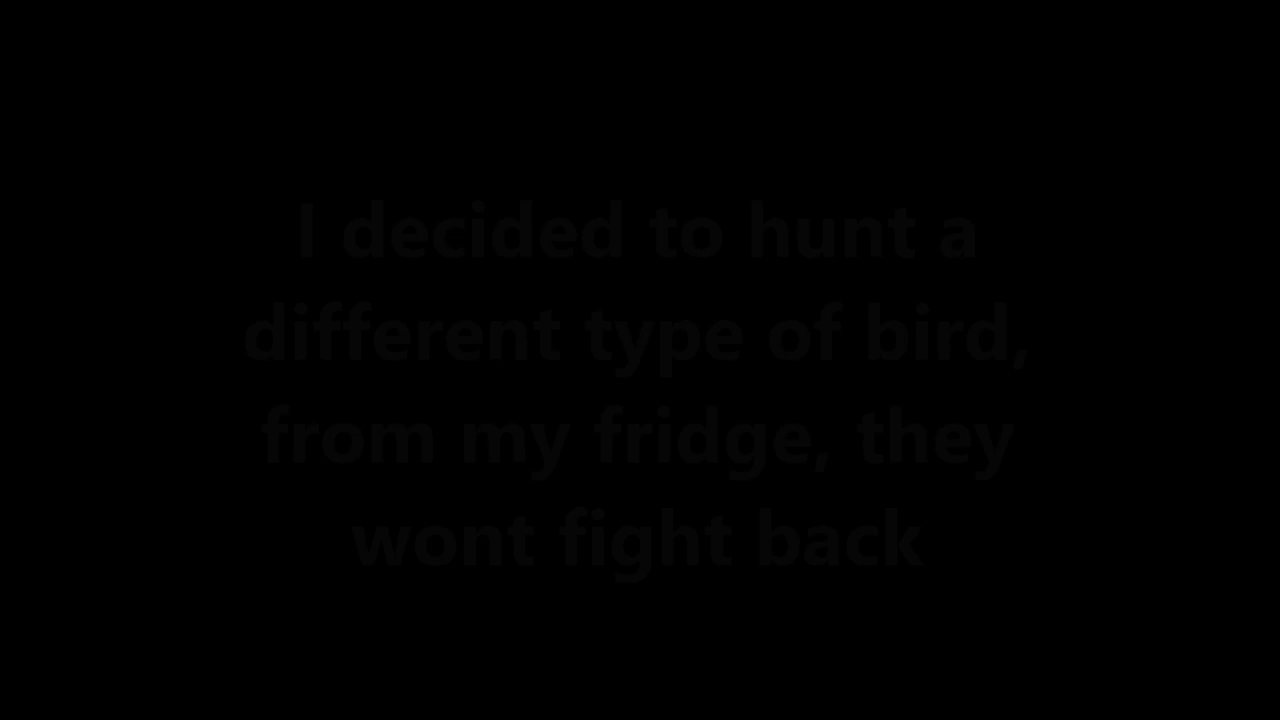 I decided to hunt a
different type of bird,
from my fridge, they
wont fight back